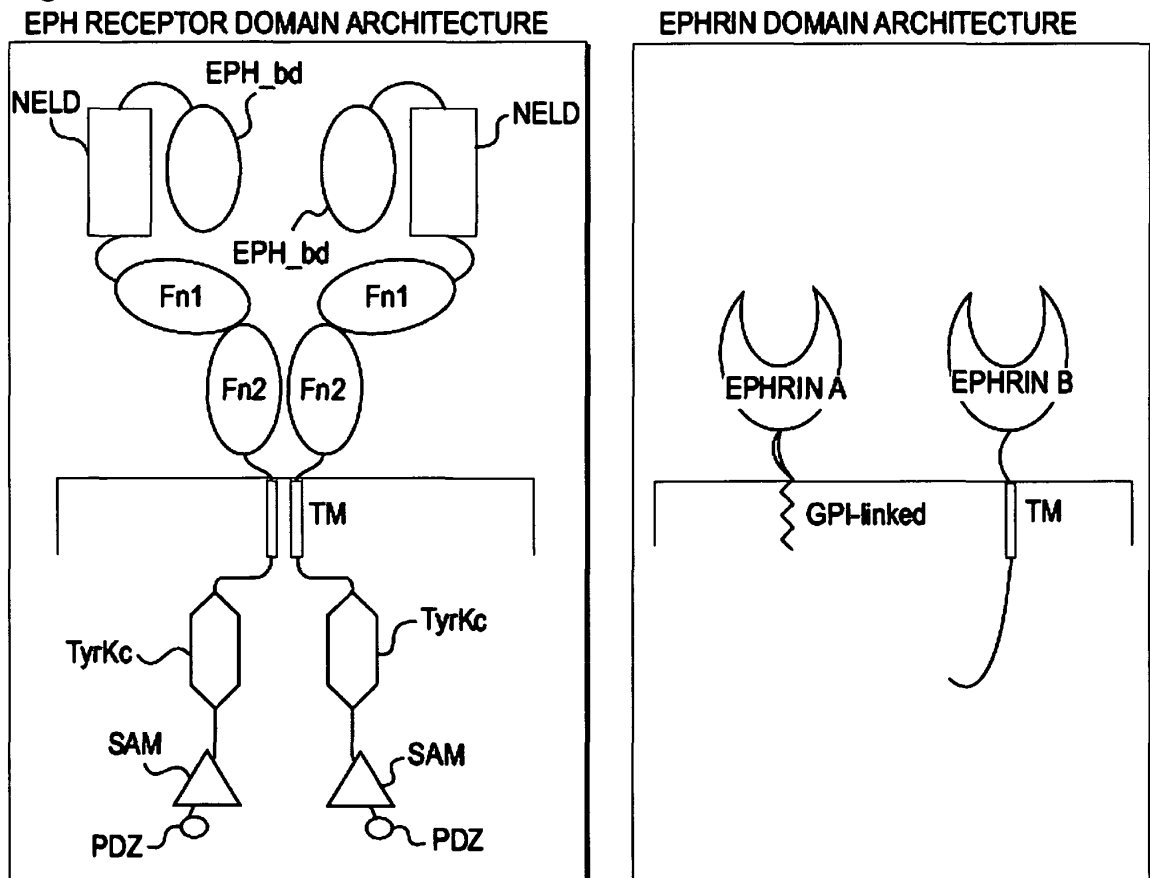 EPH RECEPTOR DOMAIN ARCHITECTURE
EPH_bd
NELD
NELD
EPH_bd
Fn1
Fn1
Fn2
Fn2
TM
TyrKc
TyrKc
SAM
SAM
PDZ
PDZ
EPHRIN DOMAIN ARCHITECTURE
EPHRIN A
EPHRIN B
GPI-linked
TM